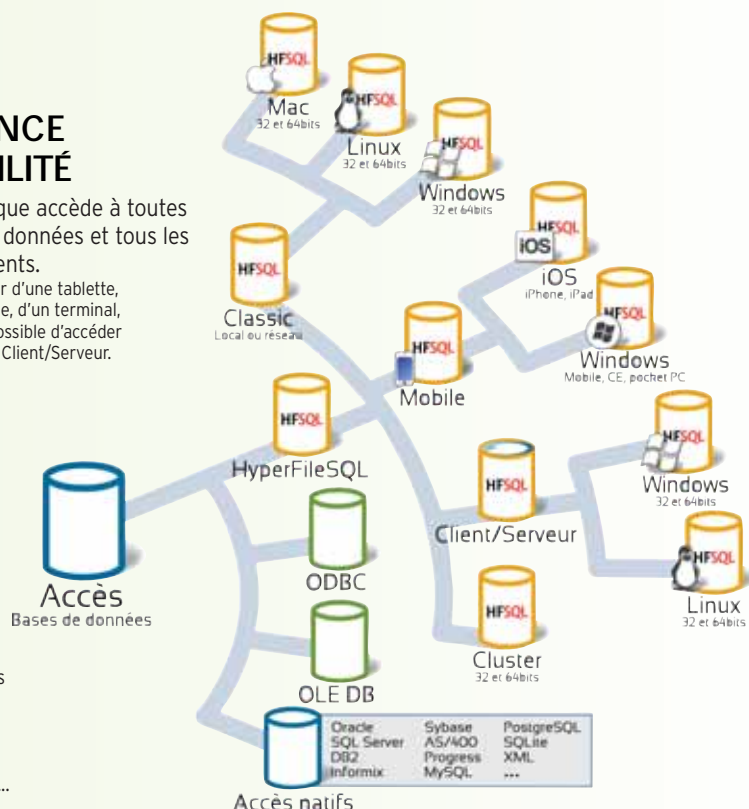 NCE
ILITÉ
que accède à toutes
données et tous les
ents.
r d'une tablette,
e, d'un terminal,
ossible d'accéder
Client/Serveur.
HFSQL
Mac
32 et 64bits
HFSQL
Linux
32 et 64bits
HFSQL
Windows
32 et 64bits
HFSQL
Classic
Local ou réseau
HFSQL
iOS
iOS
iPhone, iPad
HFSQL
Windows
Mobile, CE, pocket PC
HFSQL
Mobile
HFSQL
HyperFileSQL
HFSQL
Windows
32 et 64bits
HFSQL
Client/Serveur
HFSQL
Linux
32 et 64bits
HFSQL
Cluster
32 et 64bits
Accès
Bases de données
ODBC
OLE DB
s
Oracle Sybase PostgreSQL
SQL Server AS/400 SQLite
DB2 Progress XML
Informix MySQL ...
...
Accès natifs